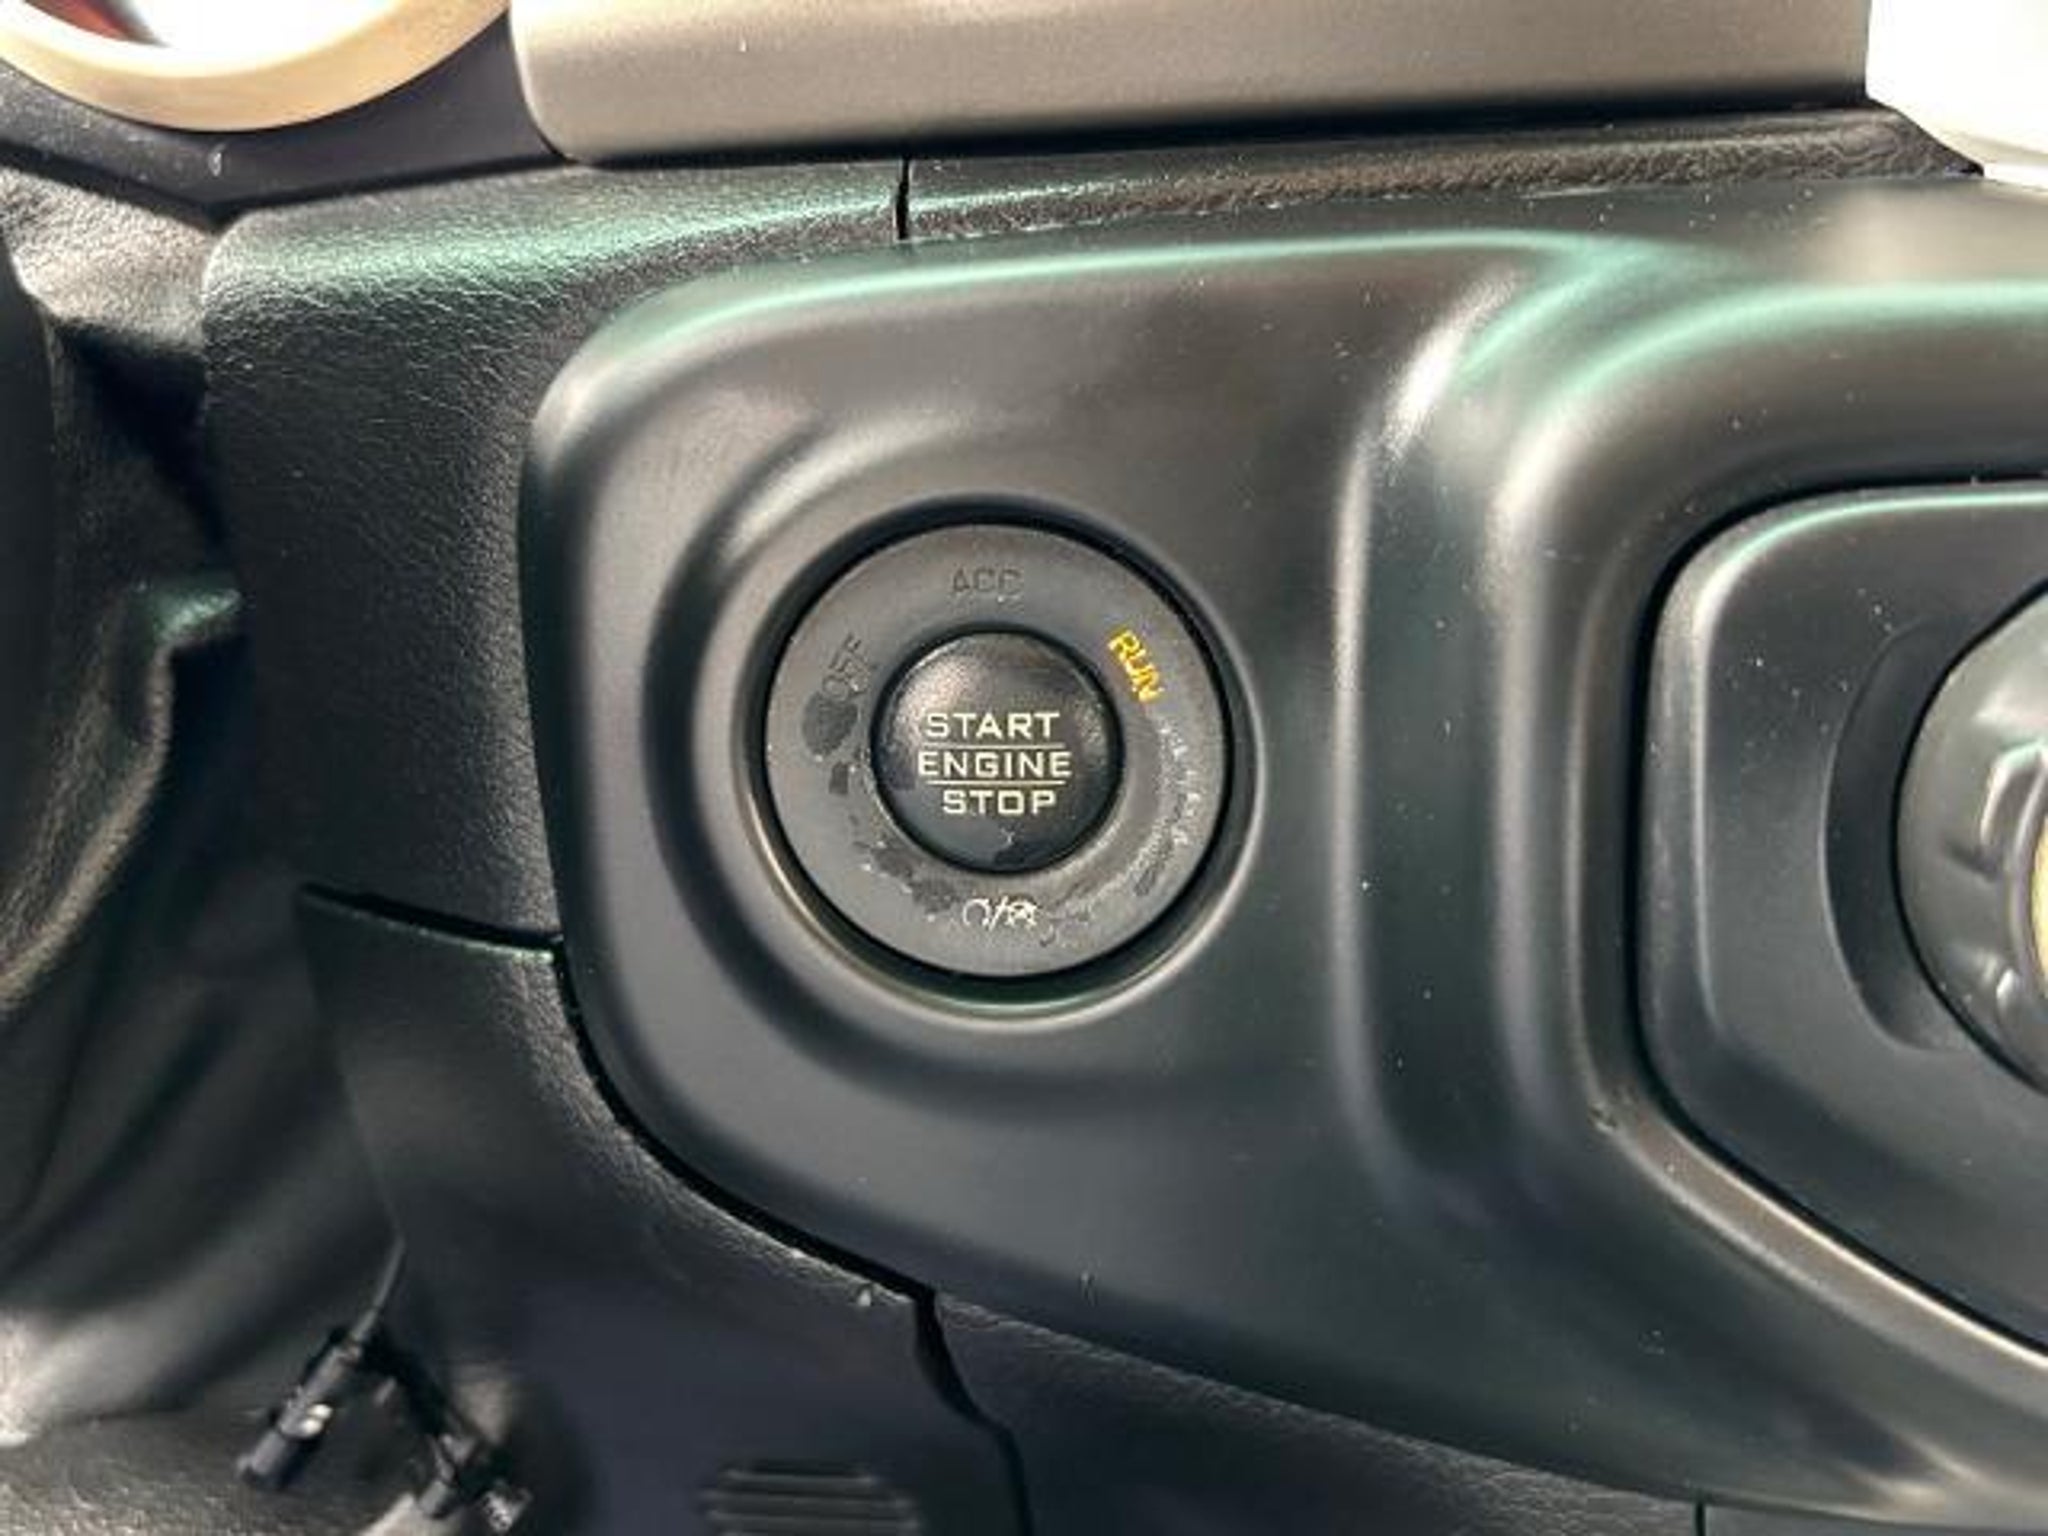 ACC
OFF
RUN
START
ENGINE
STOP